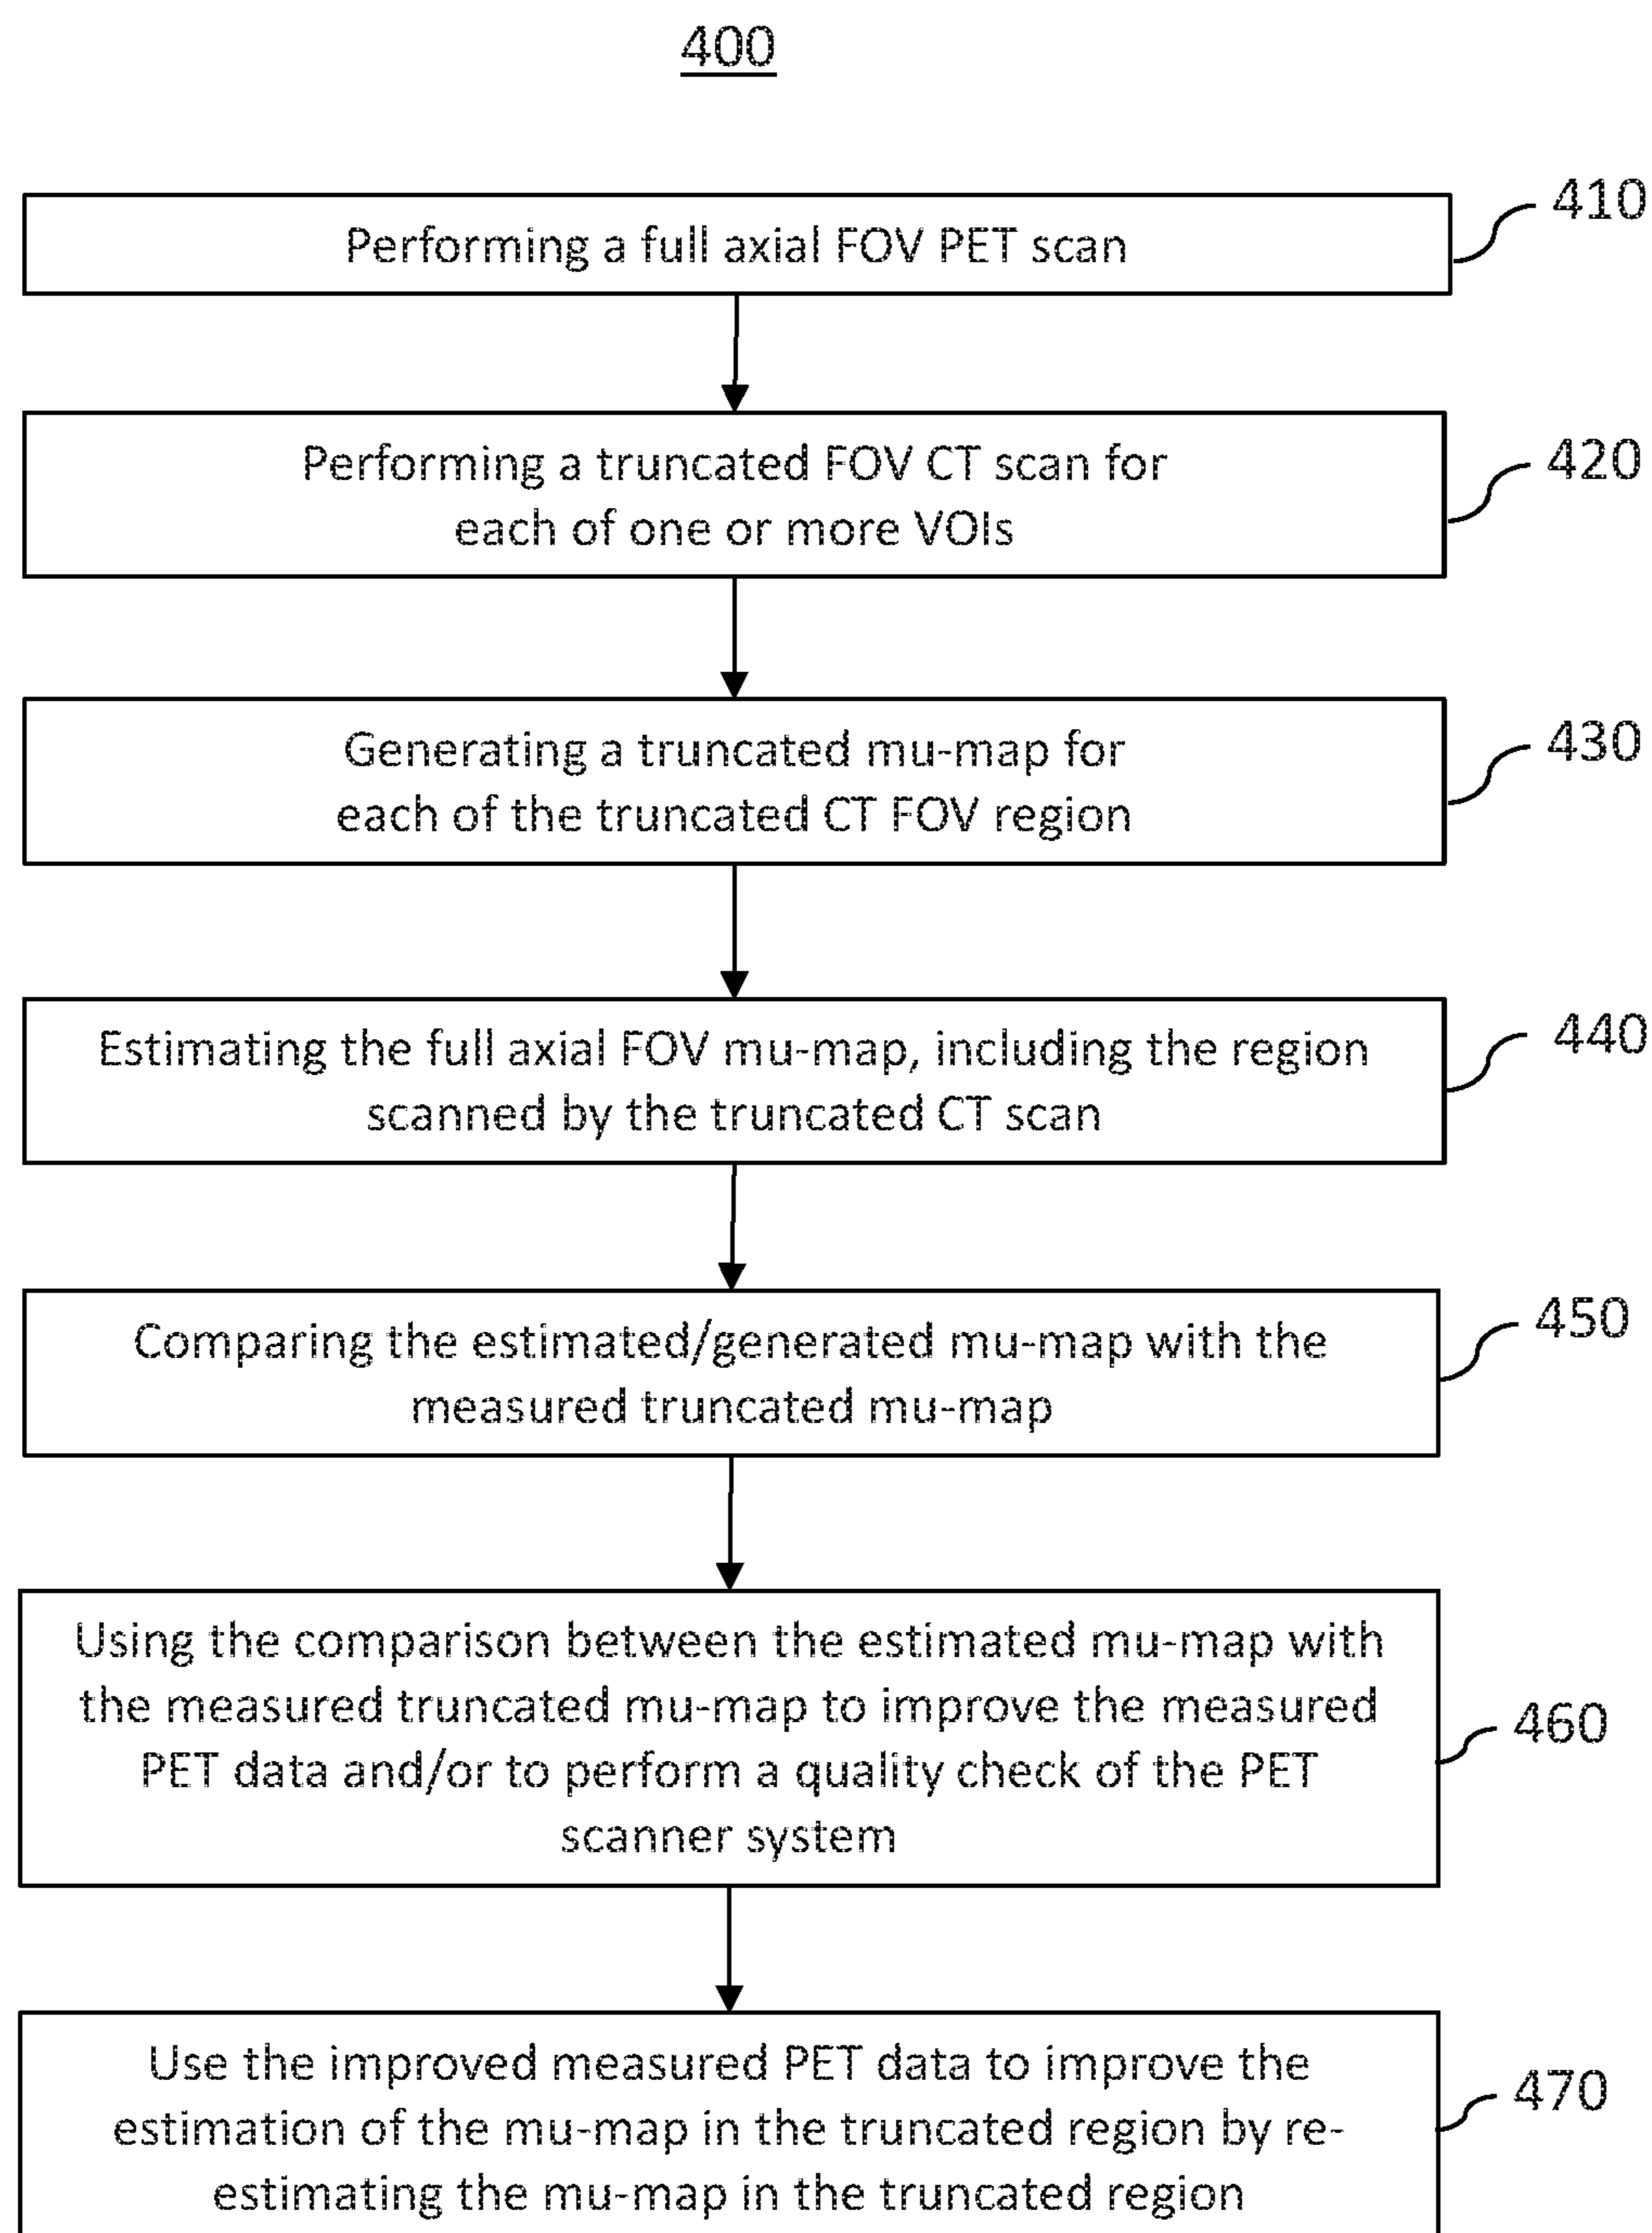 400
Performing a full axial FOV PET scan
410
Performing a truncated FOV CT scan for
each of one or more VOIs
420
Generating a truncated mu-map for
each of the truncated CT FOV region
430
Estimating the full axial FOV mu-map, including the region
scanned by the truncated CT scan
440
Comparing the estimated/generated mu-map with the
measured truncated mu-map
450
Using the comparison between the estimated mu-map with
the measured truncated mu-map to improve the measured
PET data and/or to perform a quality check of the PET
scanner system
460
Use the improved measured PET data to improve the
estimation of the mu-map in the truncated region by re-
estimating the mu-map in the truncated region
470